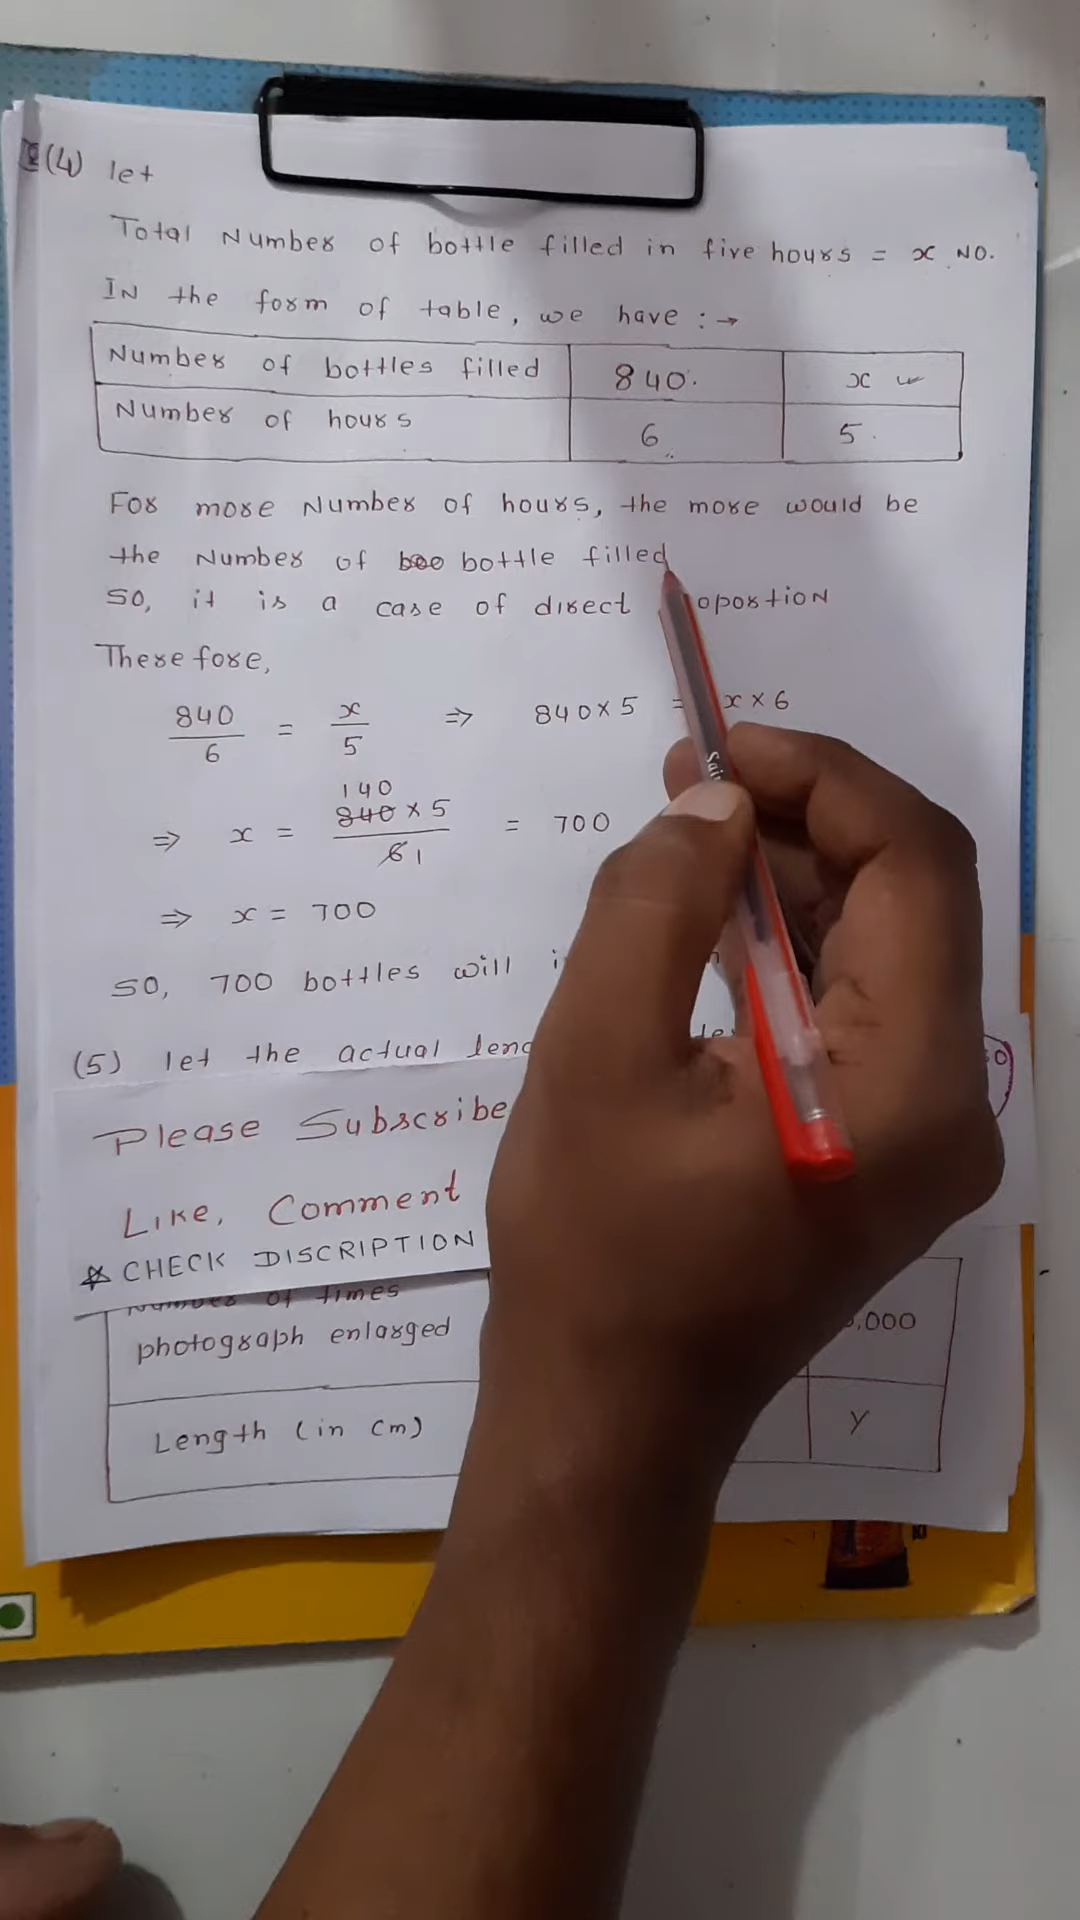 (4) let
Total Number of bottle filled in five hours = x NO.
IN the form of table, we have : →
Number of bottles filled 840. x
Number of hours 6 5.
For more Number of hours, the more would be
the Number of boo bottle filled
SO, it is a case of direct oportion
Therefore,
840/6 = x/5 ⇒ 840 × 5 = x × 6
140
⇒ x = 840 × 5 / 6 1 = 700
⇒ x = 700
SO, 700 bottles will
(5) let the actual
Please Subscribe
Like, Comment
☆ CHECK DISCRIPTION
Number of times
photograph enlarged ,000
Length (in cm) y